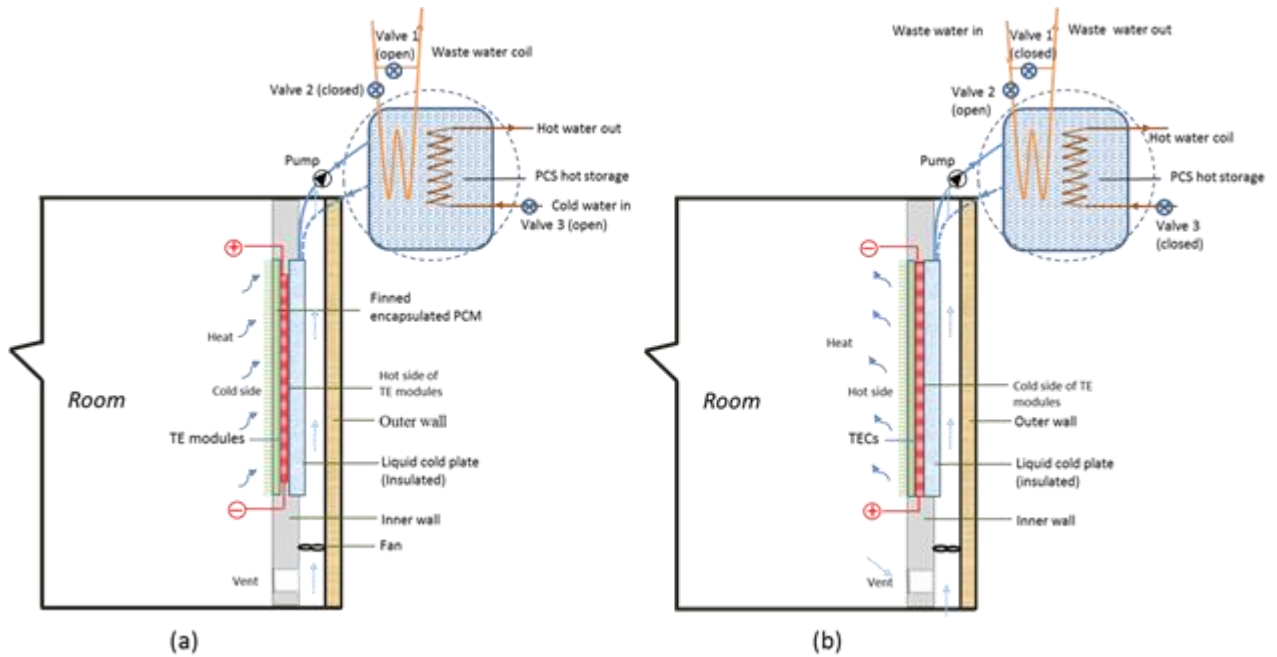 Valve 1
(open)
Waste water coil
Valve 2 (closed)
Hot water out
Pump
PCS hot storage
Cold water in
Valve 3 (open)
+
Finned
encapsulated PCM
Heat
Cold side
Hot side of
TE modules
Room
Outer wall
TE modules
Liquid cold plate
(Insulated)
−
Inner wall
Fan
Vent
(a)
Waste water in
Valve 1
(closed)
Waste water out
Valve 2
(open)
Hot water coil
Pump
PCS hot storage
Valve 3
(closed)
−
Heat
Hot side
Cold side of TE
modules
Room
Outer wall
TECs
Liquid cold plate
(insulated)
+
Inner wall
Vent
(b)